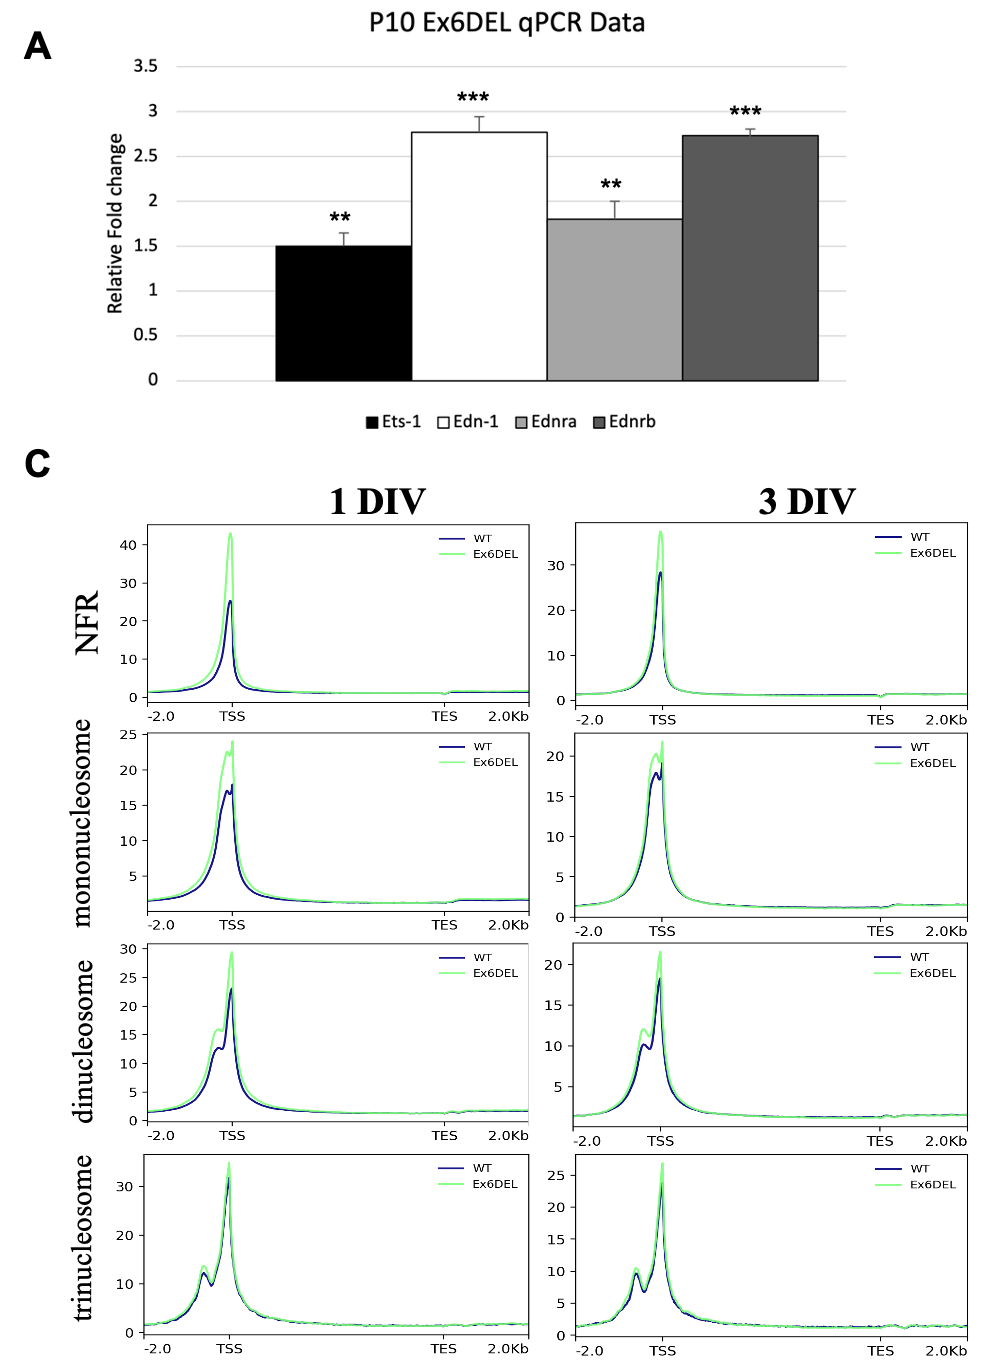 P10 Ex6DEL qPCR Data
A
Relative Fold change
3.5
3
2.5
2
1.5
1
0.5
0
**
***
**
***
Ets-1 Edn-1 Ednra Ednrb
C
1 DIV 3 DIV
NFR
40
30
20
10
0
WT
Ex6DEL
-2.0 TSS TES 2.0Kb
30
20
10
0
WT
Ex6DEL
-2.0 TSS TES 2.0Kb
mononucleosome
25
20
15
10
5
WT
Ex6DEL
-2.0 TSS TES 2.0Kb
20
15
10
5
0
WT
Ex6DEL
-2.0 TSS TES 2.0Kb
dinucleosome
30
25
20
15
10
5
0
WT
Ex6DEL
-2.0 TSS TES 2.0Kb
20
15
10
5
WT
Ex6DEL
-2.0 TSS TES 2.0Kb
trinucleosome
30
20
10
0
WT
Ex6DEL
-2.0 TSS TES 2.0Kb
25
20
15
10
5
0
WT
Ex6DEL
-2.0 TSS TES 2.0Kb